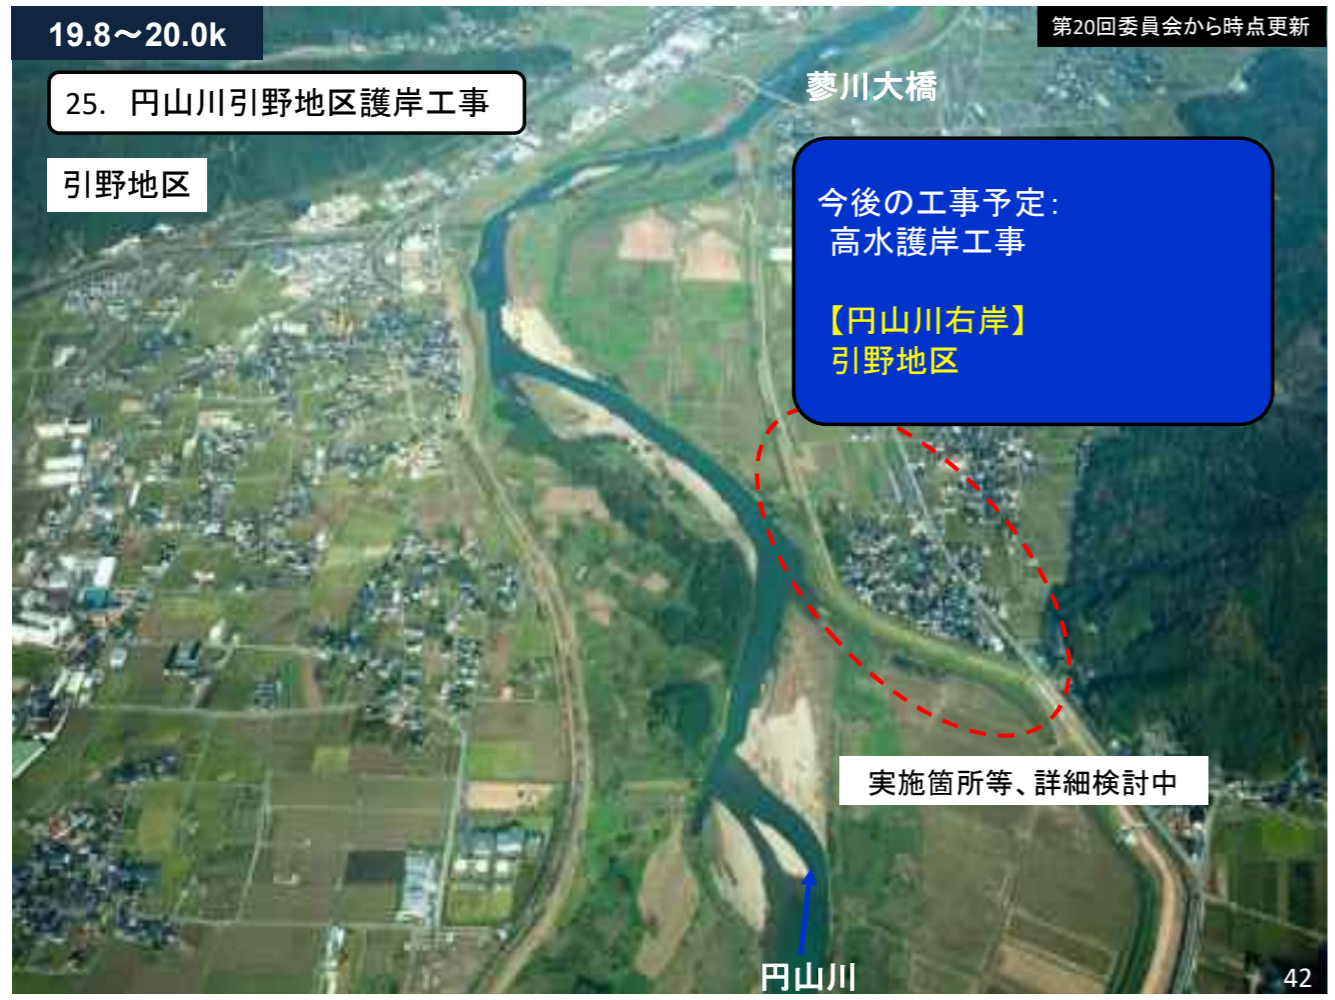 19.8～20.0k
第20回委員会から時点更新
25. 円山川引野地区護岸工事
蓼川大橋
引野地区
今後の工事予定：
高水護岸工事
【円山川右岸】
引野地区
実施箇所等、詳細検討中
円山川
42